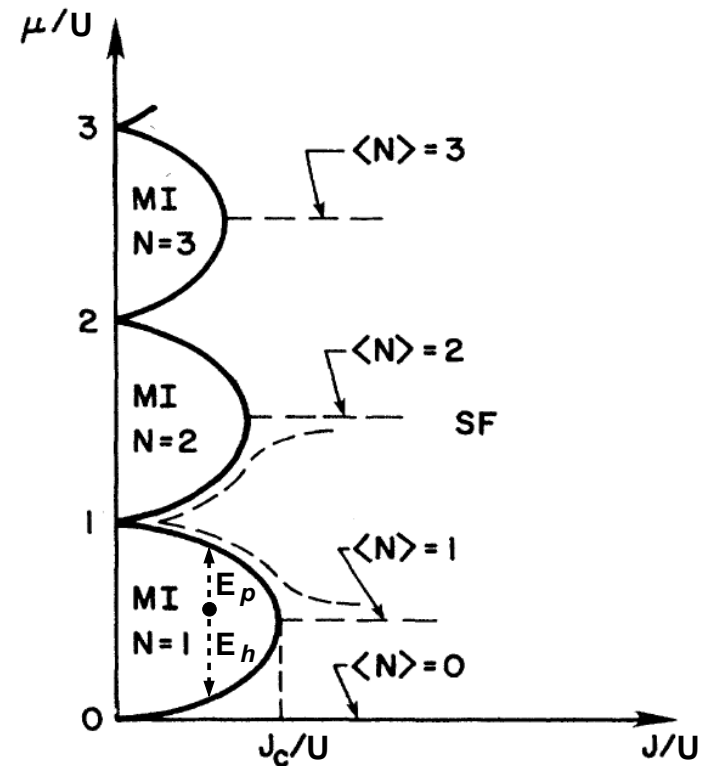 μ/U
3
⟨N⟩ = 3
MI
N=3
2
⟨N⟩ = 2
MI
N=2
SF
1
⟨N⟩ = 1
E_p
MI
N=1
E_h
⟨N⟩ = 0
0
J_C/U
J/U